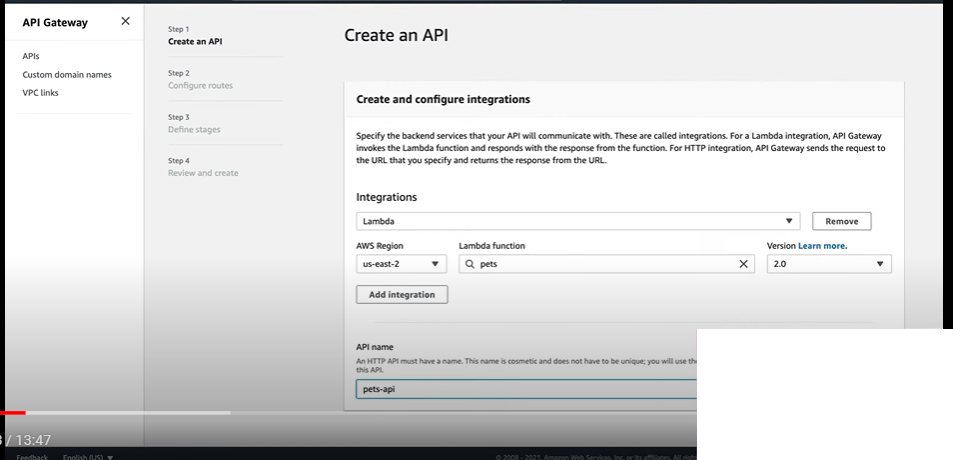 API Gateway
APIs
Custom domain names
VPC links
Step 1
Create an API
Step 2
Configure routes
Step 3
Define stages
Step 4
Review and create
Create an API
Create and configure integrations
Specify the backend services that your API will communicate with. These are called integrations. For a Lambda integration, API Gateway
invokes the Lambda function and responds with the response from the function. For HTTP integration, API Gateway sends the request to
the URL that you specify and returns the response from the URL.
Integrations
Lambda
Remove
AWS Region
Lambda function
Version Learn more.
us-east-2
pets
2.0
Add integration
API name
An HTTP API must have a name. This name is cosmetic and does not have to be unique; you will use the
this API.
pets-api
/ 13:47
Feedback English (US)
© 2008 - 2021, Amazon Web Services, Inc. or its affiliates. All